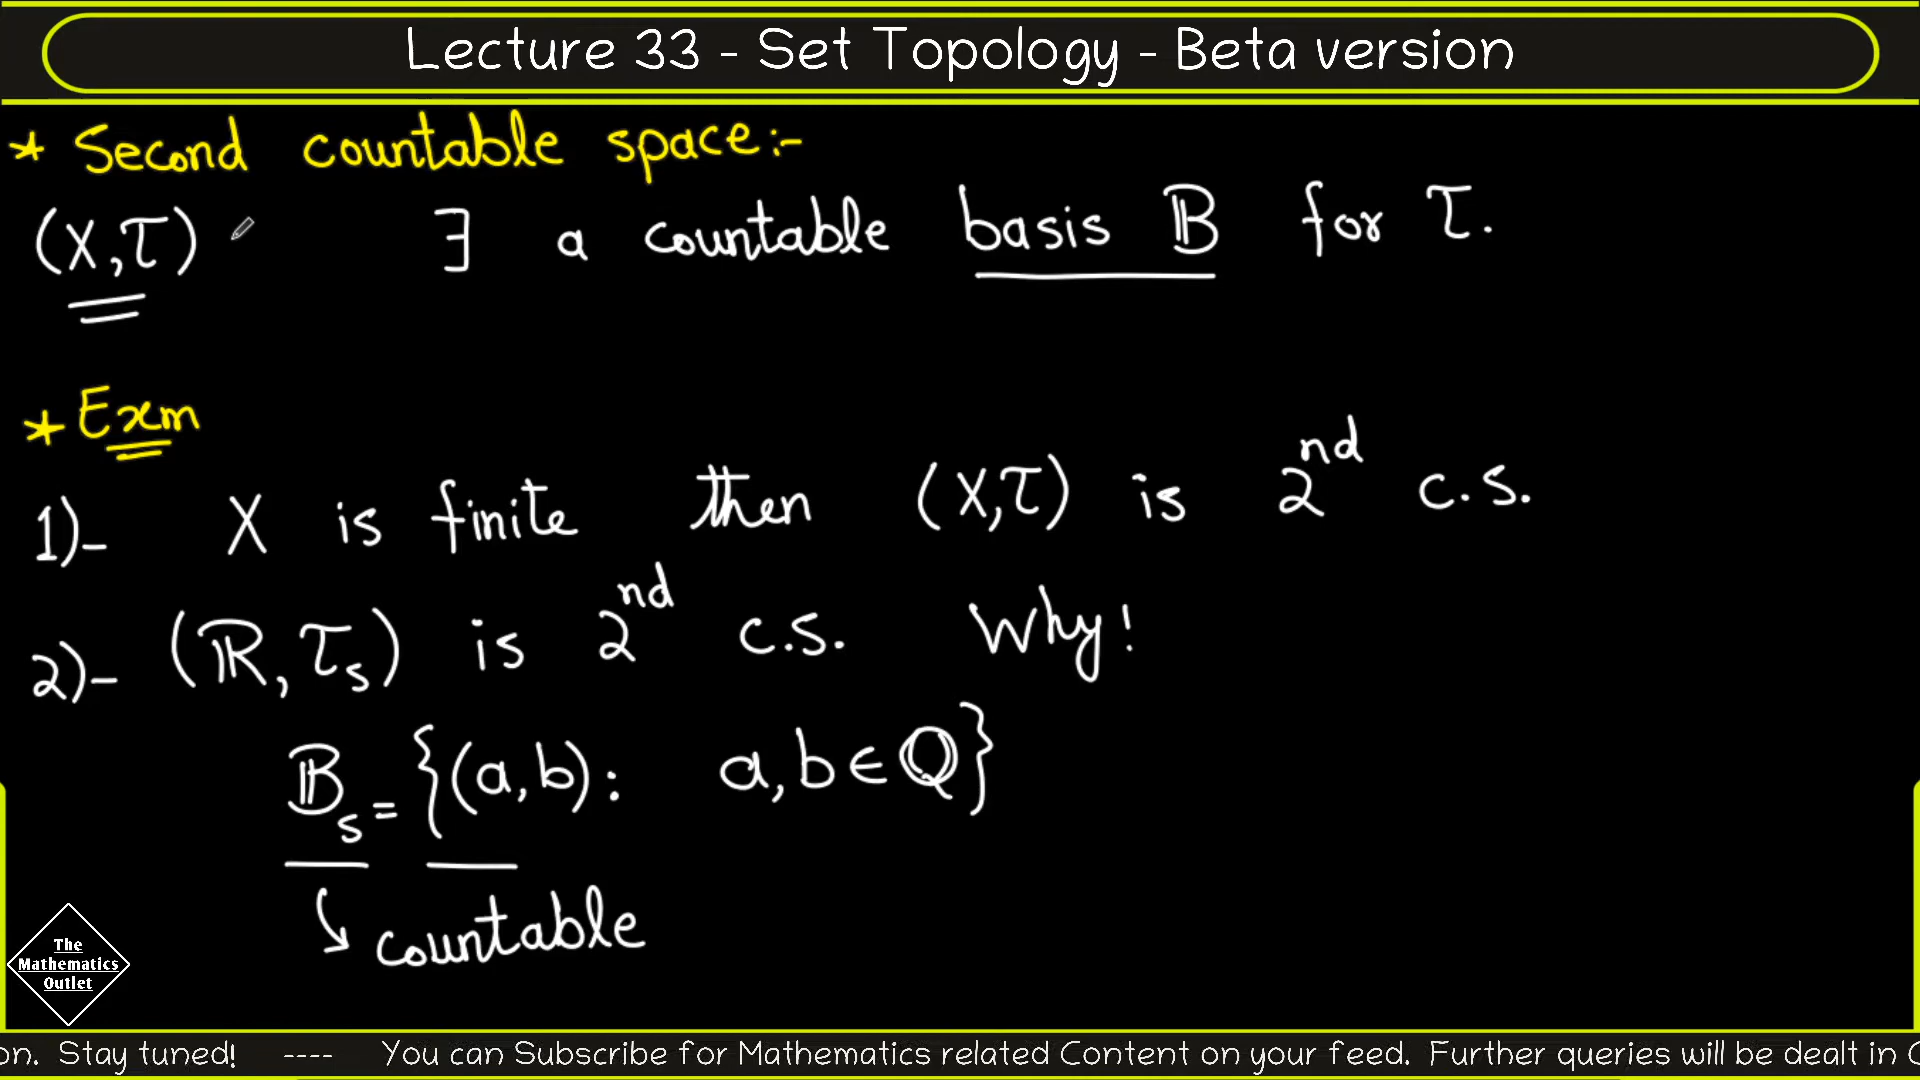 Lecture 33 - Set Topology - Beta version
* Second countable space:-
(X,τ) ∃ a countable basis 𝔹 for τ.
* Exm
1)- X is finite then (X,τ) is 2nd c.s.
2)- (ℝ, τs) is 2nd c.s. Why!
𝔹s = {(a,b): a,b∈ℚ}
↳ countable
The
Mathematics
Outlet
on. Stay tuned! ---- You can Subscribe for Mathematics related Content on your feed. Further queries will be dealt in